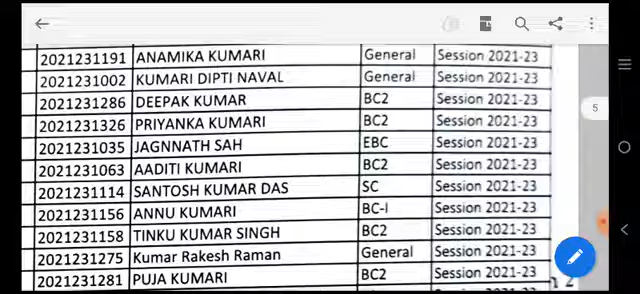 2021231191 ANAMIKA KUMARI General Session 2021-23
2021231002 KUMARI DIPTI NAVAL General Session 2021-23
2021231286 DEEPAK KUMAR BC2 Session 2021-23
2021231326 PRIYANKA KUMARI BC2 Session 2021-23
5
2021231035 JAGNNATH SAH EBC Session 2021-23
2021231063 AADITI KUMARI BC2 Session 2021-23
2021231114 SANTOSH KUMAR DAS SC Session 2021-23
2021231156 ANNU KUMARI BC-I Session 2021-23
2021231158 TINKU KUMAR SINGH BC2 Session 2021-23
2021231275 Kumar Rakesh Raman General Session 2021-23
2021231281 PUJA KUMARI BC2 Session 2021-23